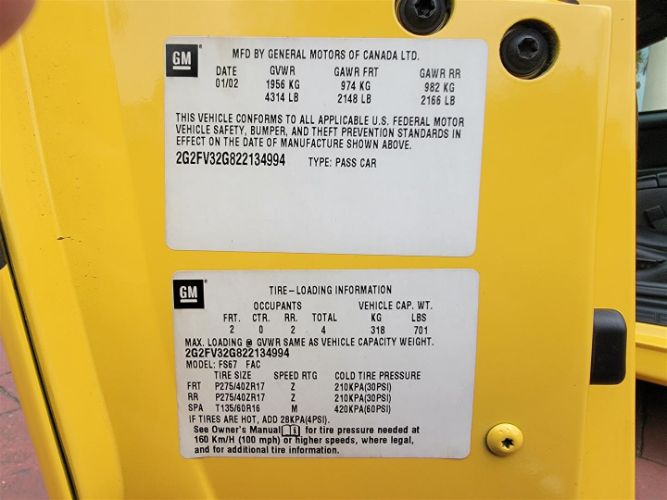 GM
MFD BY GENERAL MOTORS OF CANADA LTD.
DATE GVWR GAWR FRT GAWR RR
01/02 1956 KG 974 KG 982 KG
4314 LB 2148 LB 2166 LB
THIS VEHICLE CONFORMS TO ALL APPLICABLE U.S. FEDERAL MOTOR
VEHICLE SAFETY, BUMPER, AND THEFT PREVENTION STANDARDS IN
EFFECT ON THE DATE OF MANUFACTURE SHOWN ABOVE.
2G2FV32G822134994 TYPE: PASS CAR
GM
TIRE-LOADING INFORMATION
OCCUPANTS VEHICLE CAP. WT.
FRT. CTR. RR. TOTAL KG LBS
2 0 2 4 318 701
MAX. LOADING @ GVWR SAME AS VEHICLE CAPACITY WEIGHT.
2G2FV32G822134994
MODEL: FS67 FAC
TIRE SIZE SPEED RTG COLD TIRE PRESSURE
FRT P275/40ZR17 Z 210KPA(30PSI)
RR P275/40ZR17 Z 210KPA(30PSI)
SPA T135/60R16 M 420KPA(60PSI)
IF TIRES ARE HOT, ADD 28KPA(4PSI).
See Owner's Manual i for tire pressure needed at
160 Km/H (100 mph) or higher speeds, where legal,
and for additional tire information.